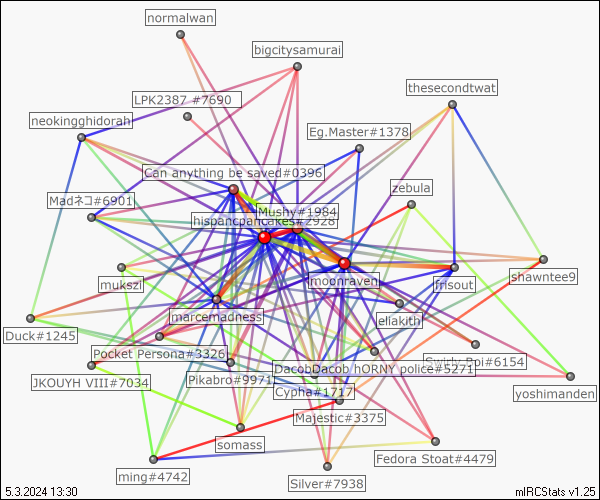 normalwan
bigcitysamurai
thesecondtwat
LPK2387 #7690
neokingghidorah
Eg.Master#1378
Can anything be saved#0396
zebula
Madネコ#6901
Mushy#1984
hispancpancakes#2928
mukszi
moonraven
frisout
shawntee9
eliakith
marcemadness
Duck#1245
Pocket Persona#3326
Swirly Boi#6154
DacobDacob hORNY police#5271
JKOUYH VIII#7034
Pikabro#9971
Cypha#1717
yoshimanden
Majestic#3375
somass
Fedora Stoat#4479
ming#4742
Silver#7938
5.3.2024 13:30
mIRCStats v1.25